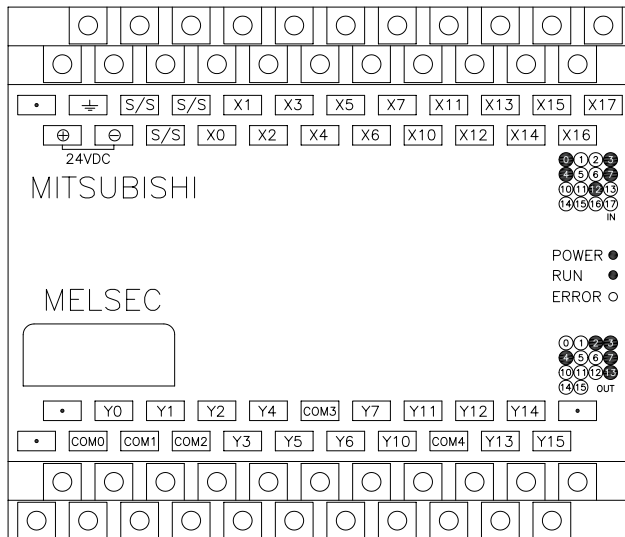 S/S S/S X1 X3 X5 X7 X11 X13 X15 X17
S/S X0 X2 X4 X6 X10 X12 X14 X16
24VDC
MITSUBISHI
0 1 2 3
4 5 6 7
10 11 12 13
14 15 16 17
IN
POWER
RUN
ERROR
MELSEC
0 1 2 3
4 5 6 7
10 11 12 13
14 15 OUT
Y0 Y1 Y2 Y4 COM3 Y7 Y11 Y12 Y14
COM0 COM1 COM2 Y3 Y5 Y6 Y10 COM4 Y13 Y15